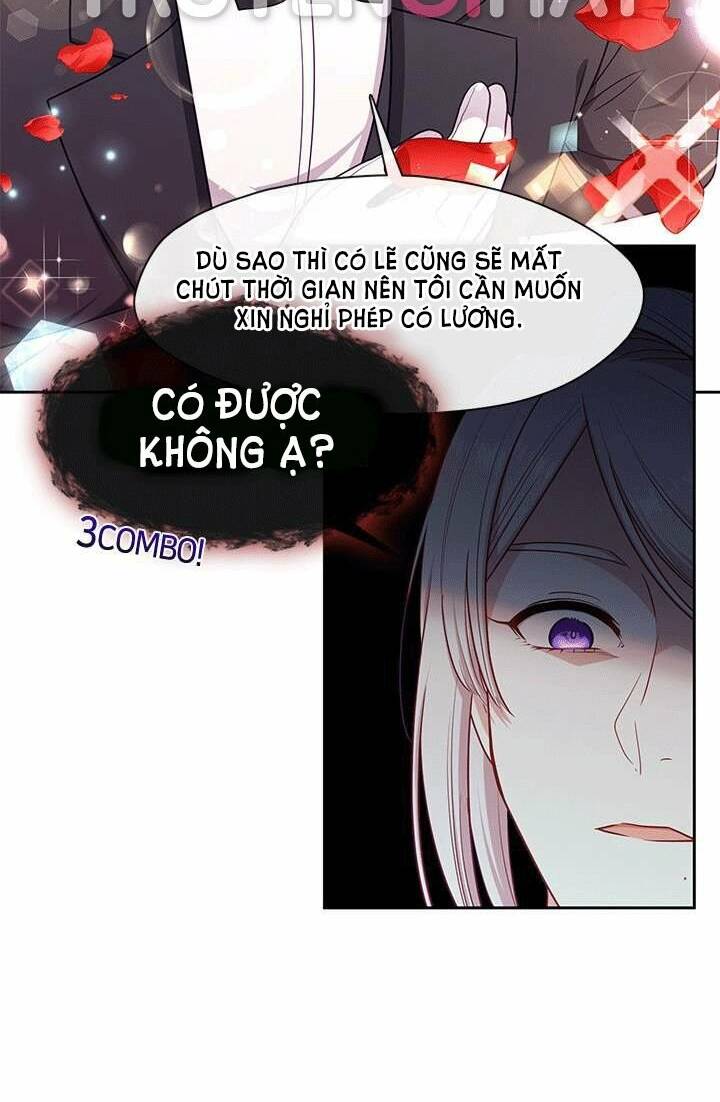 DÙ SAO THÌ CÓ LẼ CŨNG SẼ MẤT
CHÚT THỜI GIAN NÊN TÔI CẦN MUỐN
XIN NGHỈ PHÉP CÓ LƯƠNG.
CÓ ĐƯỢC
KHÔNG Ạ?
3COMBO!